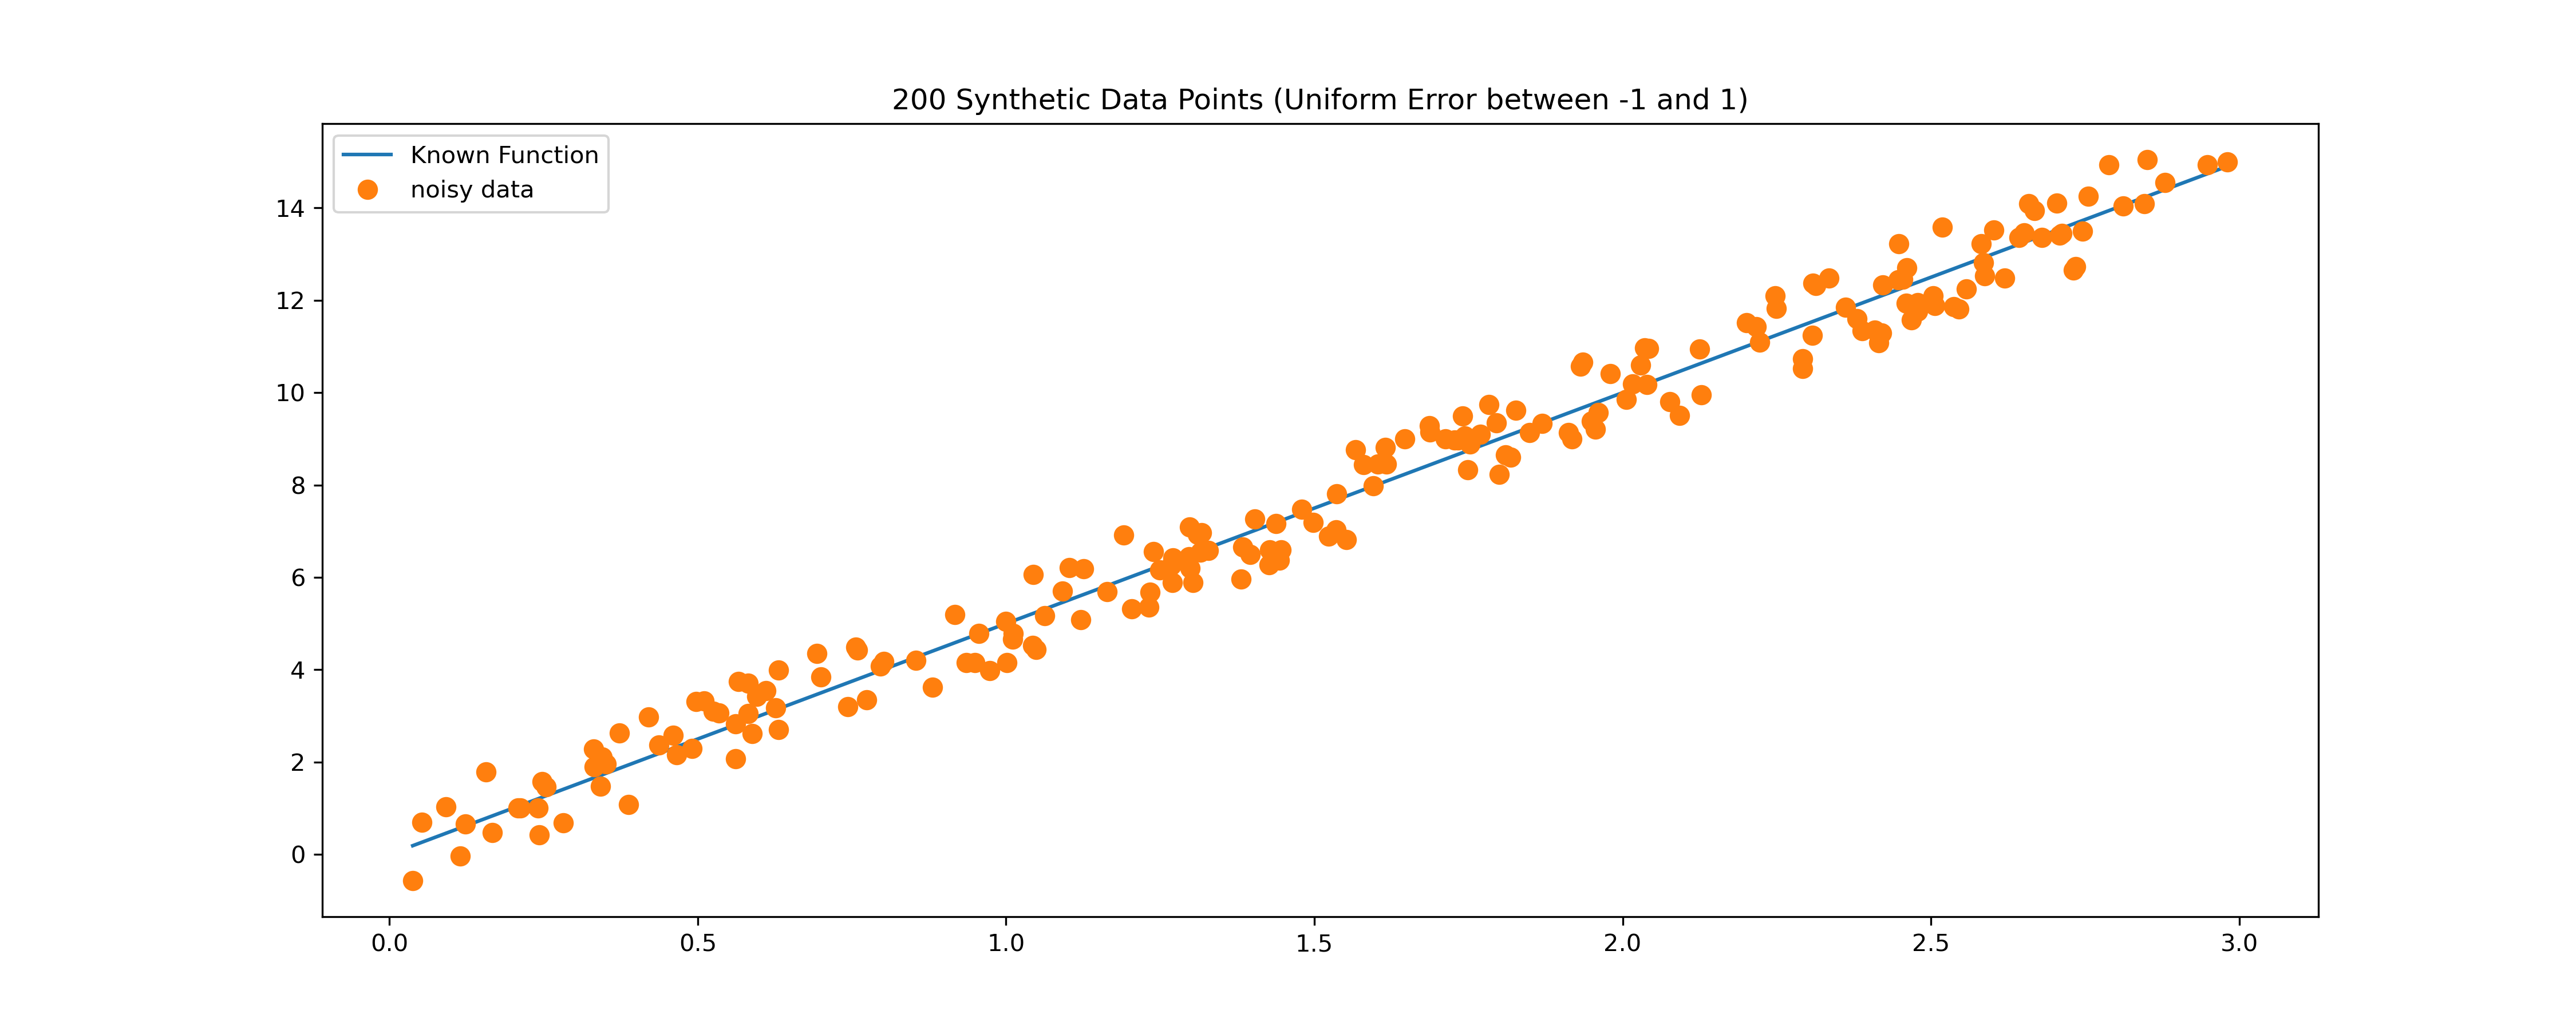 200 Synthetic Data Points (Uniform Error between -1 and 1)
Known Function
noisy data
14
12
10
8
6
4
2
0
0.0 0.5 1.0 1.5 2.0 2.5 3.0